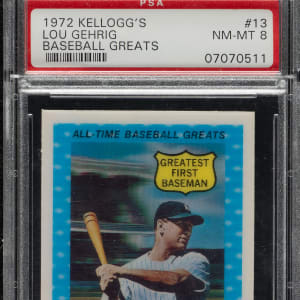 PSA
1972 KELLOGG'S #13
LOU GEHRIG NM-MT 8
BASEBALL GREATS 07070511
ALL-TIME BASEBALL GREATS
GREATEST
FIRST
BASEMAN